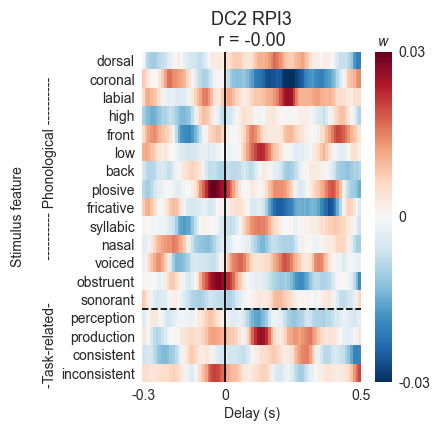 DC2 RPI3
r = -0.00
w
dorsal
coronal
labial
high
front
low
back
plosive
fricative
syllabic
nasal
voiced
obstruent
sonorant
perception
production
consistent
inconsistent
Stimulus feature
-Task-related- ---------- Phonological ----------
0.03
0
-0.03
-0.3 0 0.5
Delay (s)